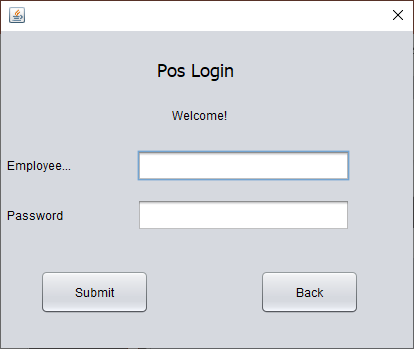 Pos Login
Welcome!
Employee...
Password
Submit Back